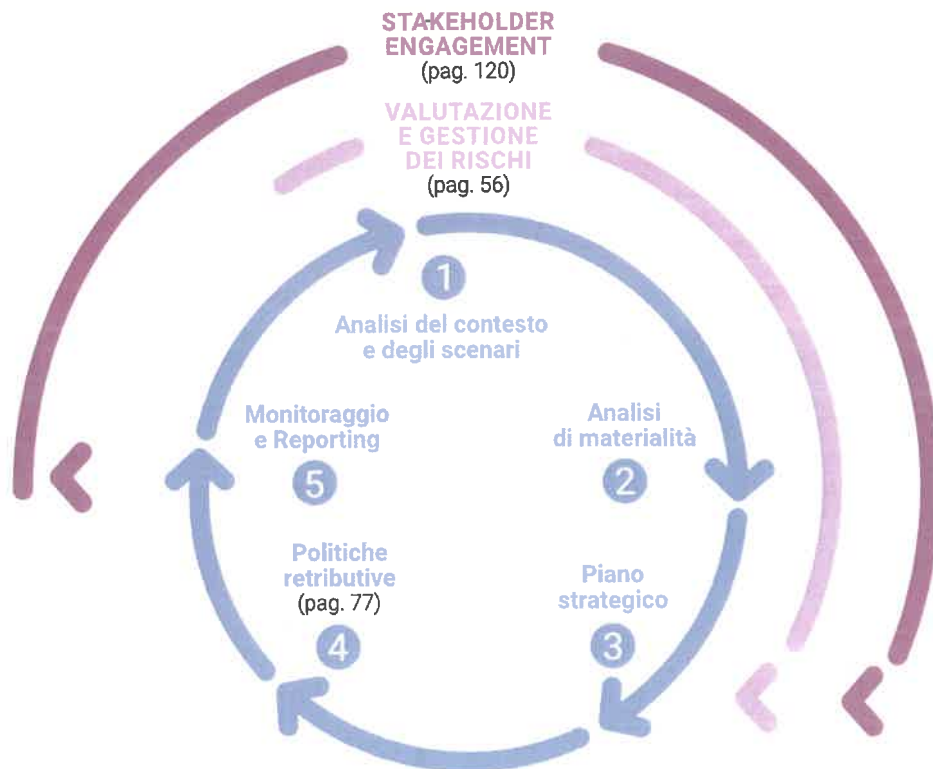 STAKEHOLDER
ENGAGEMENT
(pag. 120)
VALUTAZIONE
E GESTIONE
DEI RISCHI
(pag. 56)
1
Analisi del contesto
e degli scenari
Analisi
di materialità
2
Piano
strategico
3
Politiche
retributive
(pag. 77)
4
Monitoraggio
e Reporting
5